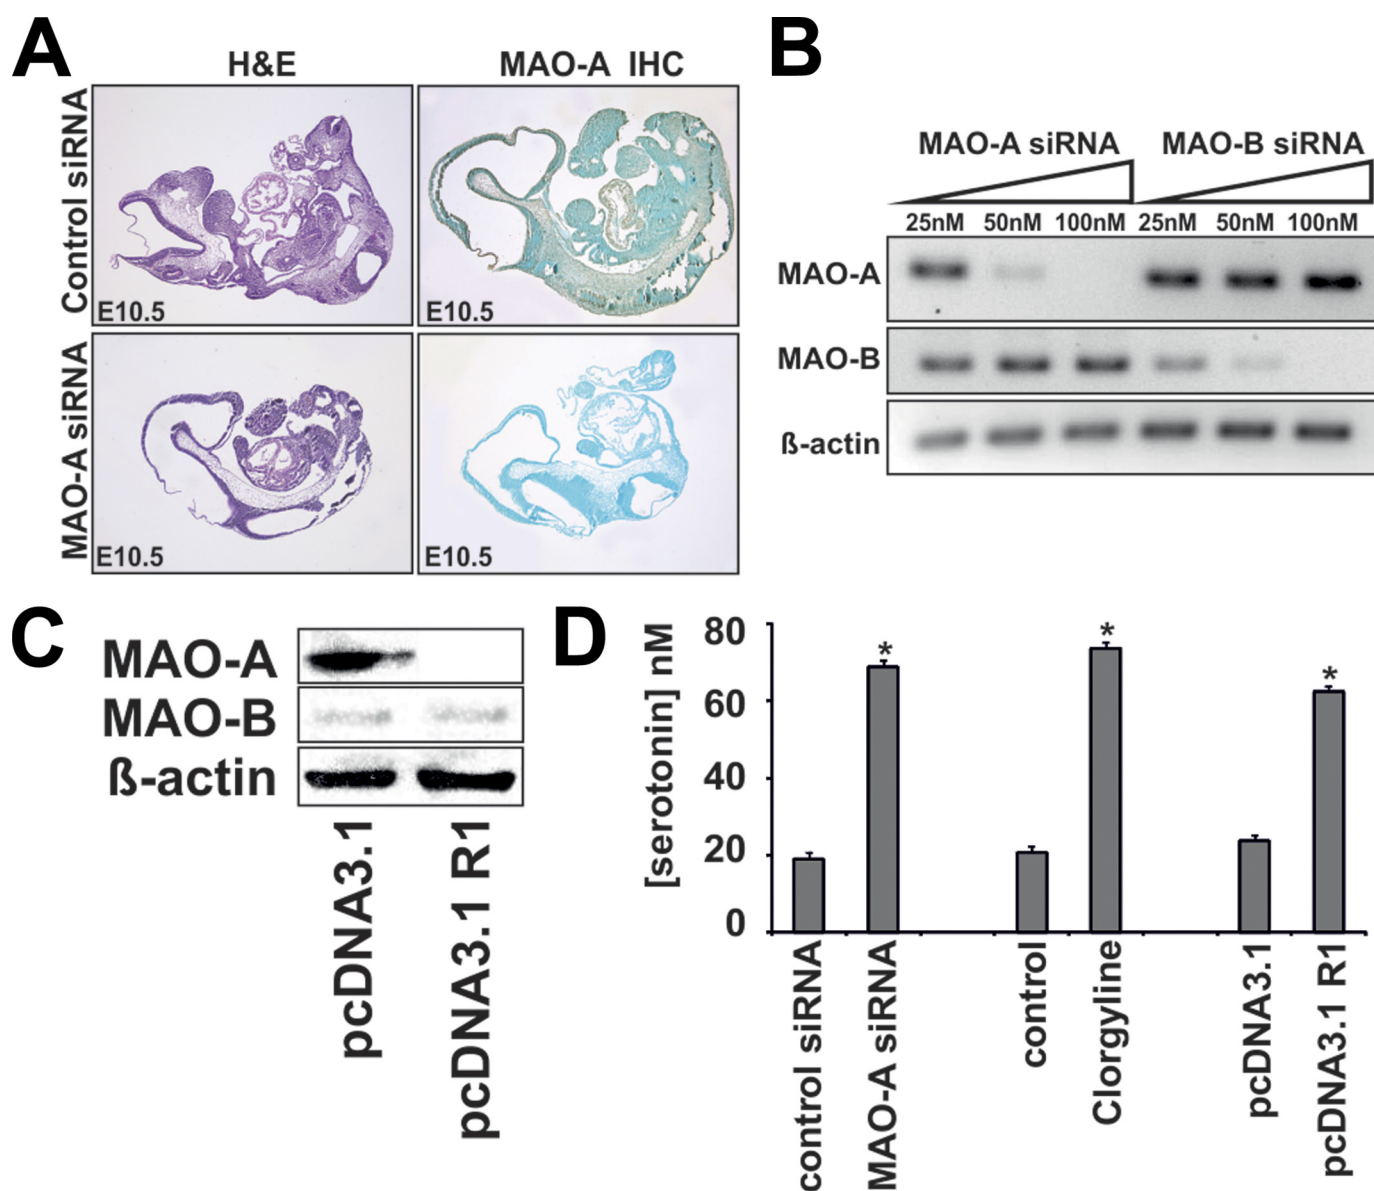 A
H&E
MAO-A IHC
Control siRNA
E10.5
E10.5
MAO-A siRNA
E10.5
E10.5
B
MAO-A siRNA
MAO-B siRNA
25nM 50nM 100nM 25nM 50nM 100nM
MAO-A
MAO-B
ß-actin
C
MAO-A
MAO-B
ß-actin
pcDNA3.1
pcDNA3.1 R1
D
[serotonin] nM
80
60
40
20
0
*
*
*
control siRNA
MAO-A siRNA
control
Clorgyline
pcDNA3.1
pcDNA3.1 R1